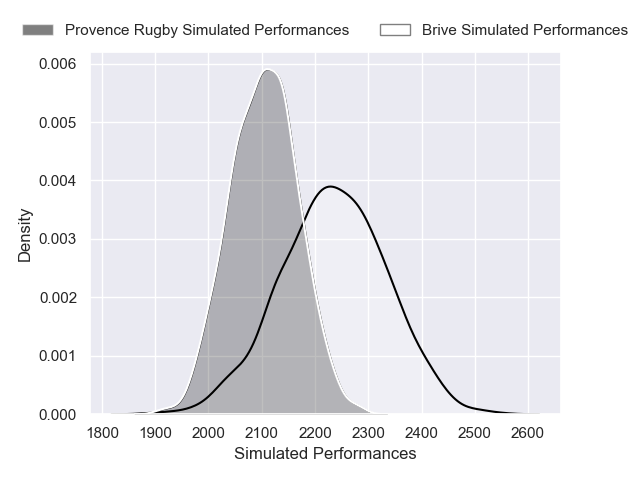 Provence Rugby Simulated Performances Brive Simulated Performances
0.006
0.005
0.004
0.003
0.002
0.001
0.000
Density
1800 1900 2000 2100 2200 2300 2400 2500 2600
Simulated Performances